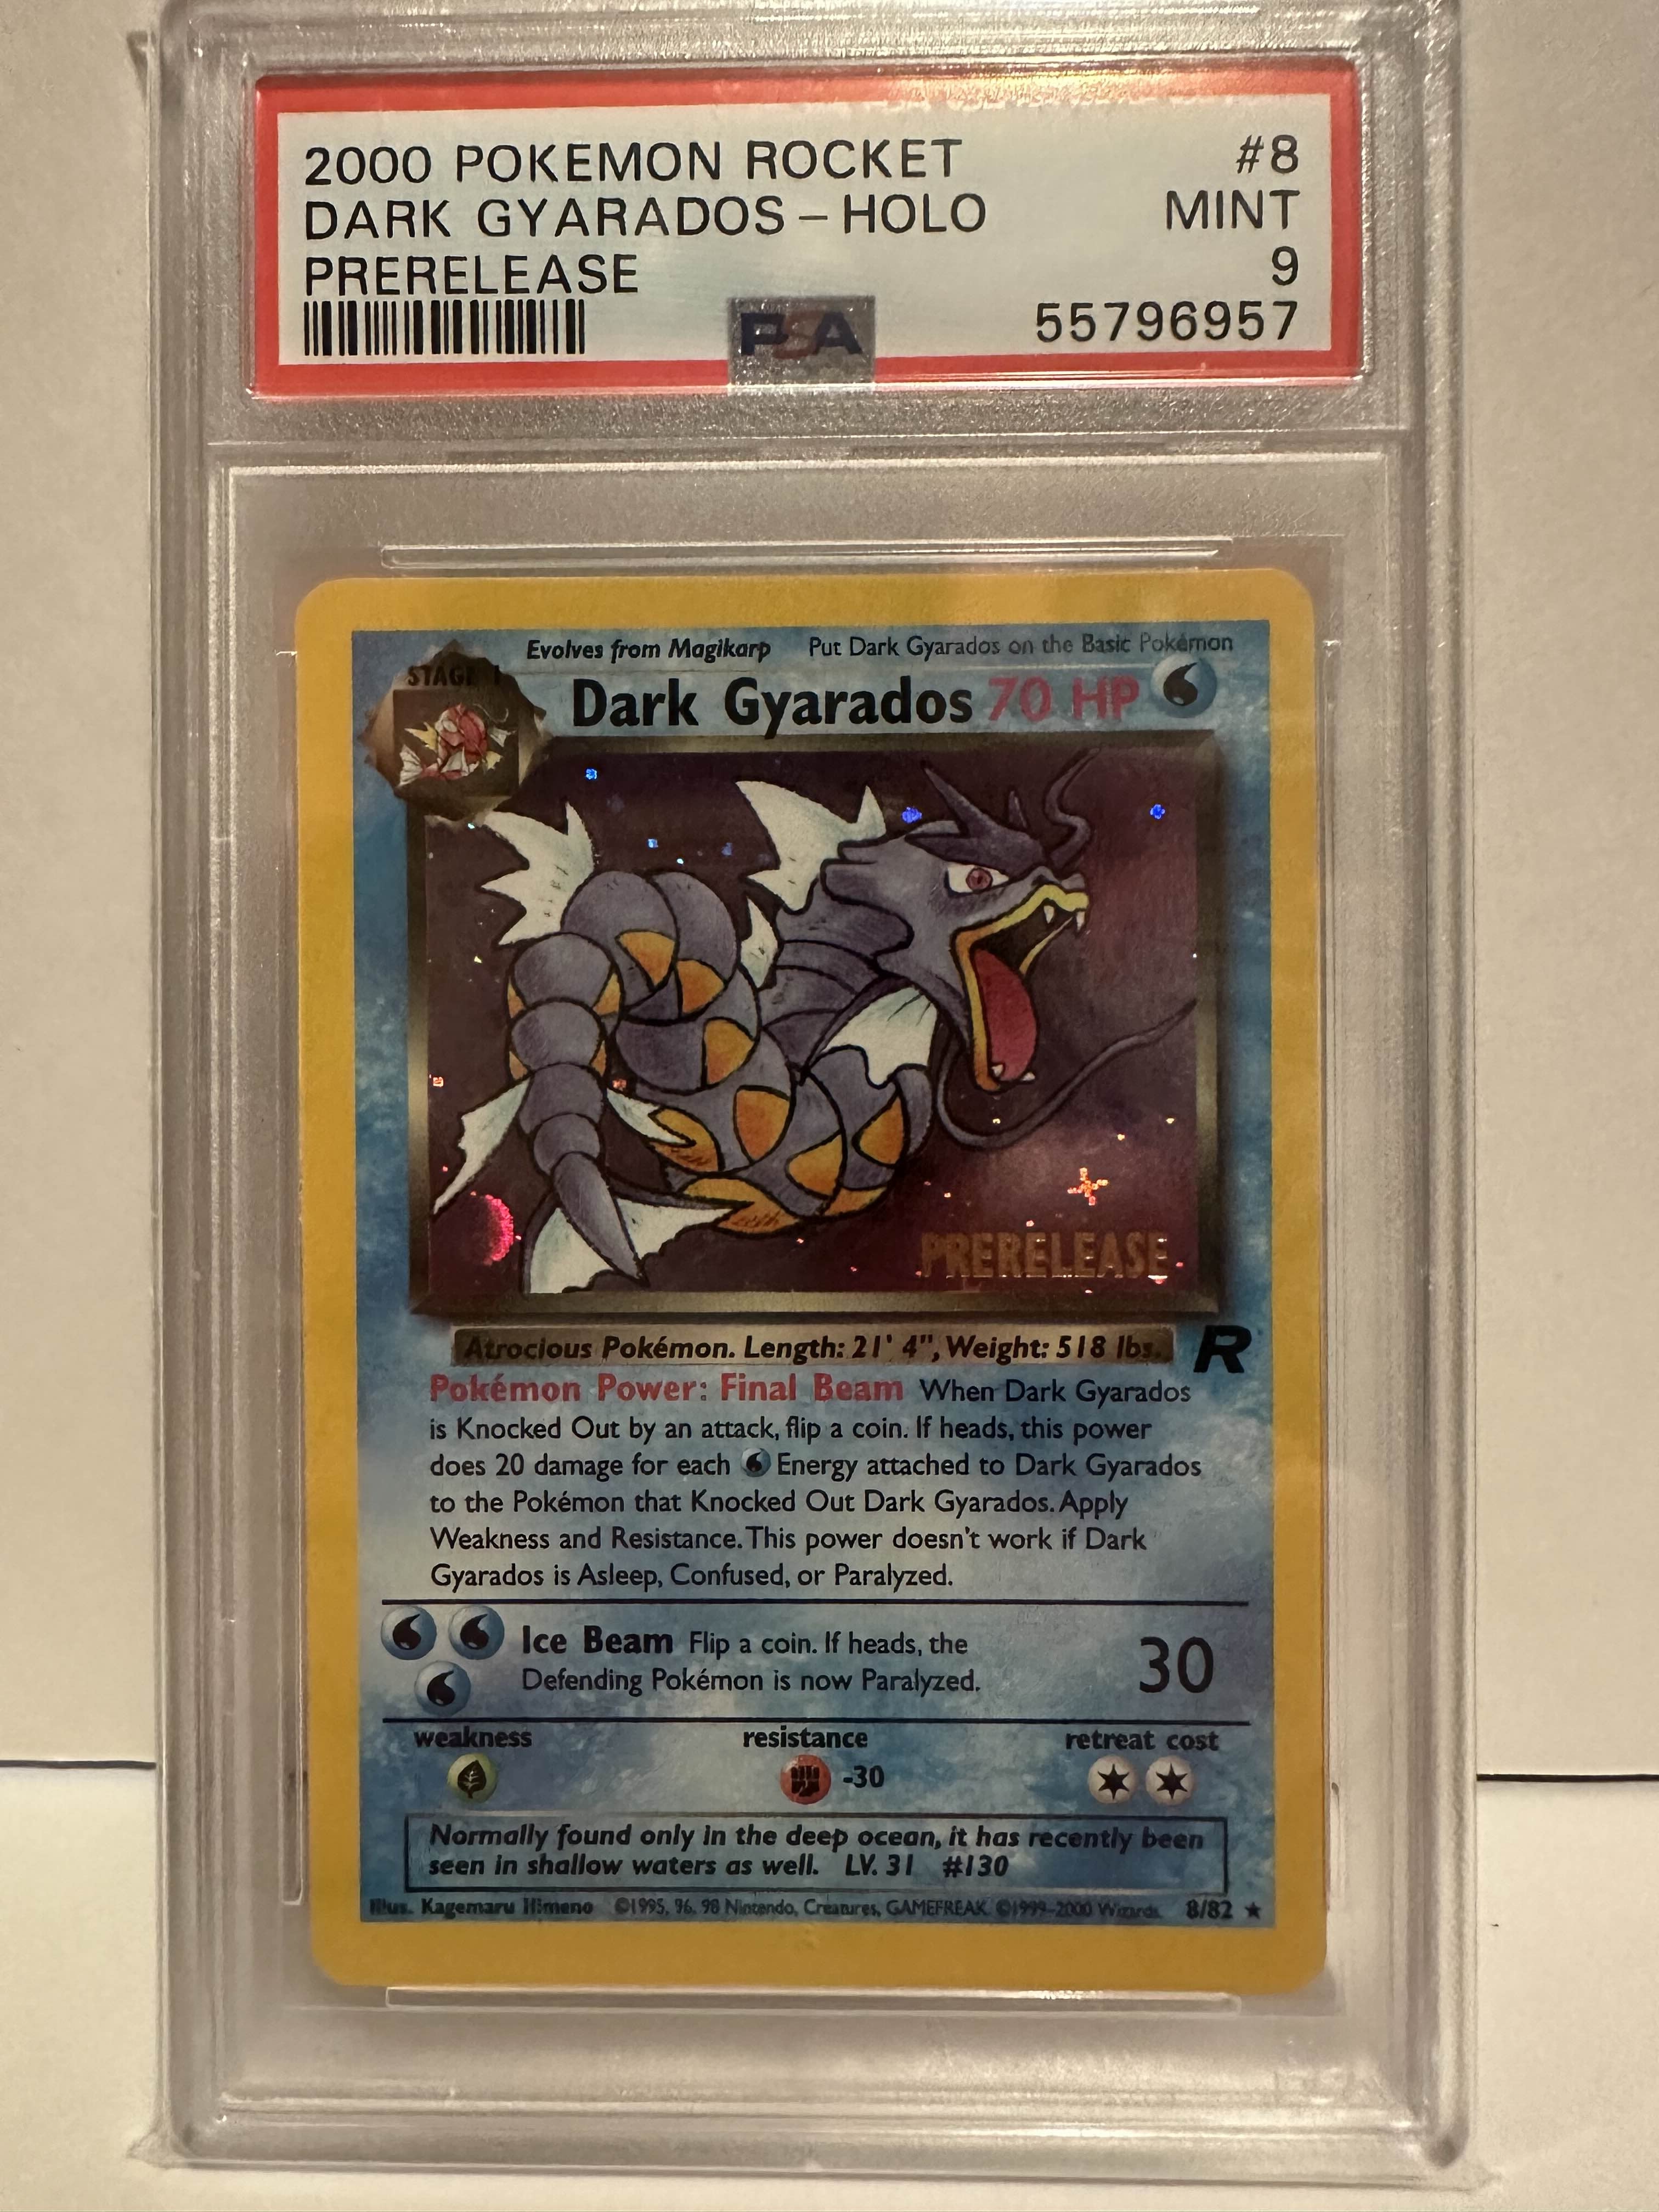 2000 POKEMON ROCKET #8
DARK GYARADOS - HOLO MINT
PRERELEASE 9
PSA 55796957
Evolves from Magikarp Put Dark Gyarados on the Basic Pokémon
STAGE 1
Dark Gyarados 70 HP
PRERELEASE
Atrocious Pokémon. Length: 21' 4", Weight: 518 lbs.
R
Pokémon Power: Final Beam When Dark Gyarados
is Knocked Out by an attack, flip a coin. If heads, this power
does 20 damage for each Energy attached to Dark Gyarados
to the Pokémon that Knocked Out Dark Gyarados. Apply
Weakness and Resistance. This power doesn't work if Dark
Gyarados is Asleep, Confused, or Paralyzed.
Ice Beam Flip a coin. If heads, the
Defending Pokémon is now Paralyzed.
30
weakness resistance retreat cost
-30
Normally found only in the deep ocean, it has recently been
seen in shallow waters as well. LV. 31 #130
Illus. Kagemaru Himeno ©1995, 96, 98 Nintendo, Creatures, GAMEFREAK. ©1999-2000 Wizards. 8/82 ★